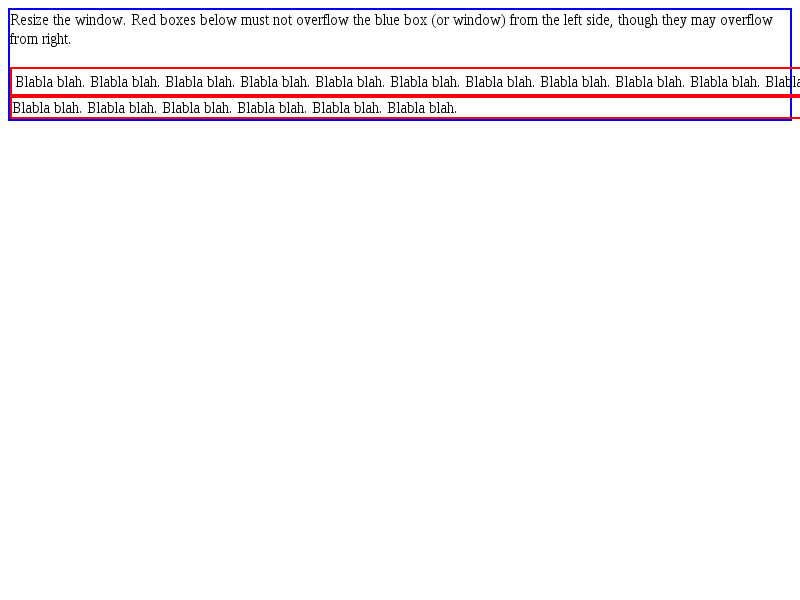 Resize the window. Red boxes below must not overflow the blue box (or window) from the left side, though they may overflow
from right.
Blabla blah. Blabla blah. Blabla blah. Blabla blah. Blabla blah. Blabla blah. Blabla blah. Blabla blah. Blabla blah. Blabla blah. Blabla
Blabla blah. Blabla blah. Blabla blah. Blabla blah. Blabla blah. Blabla blah.